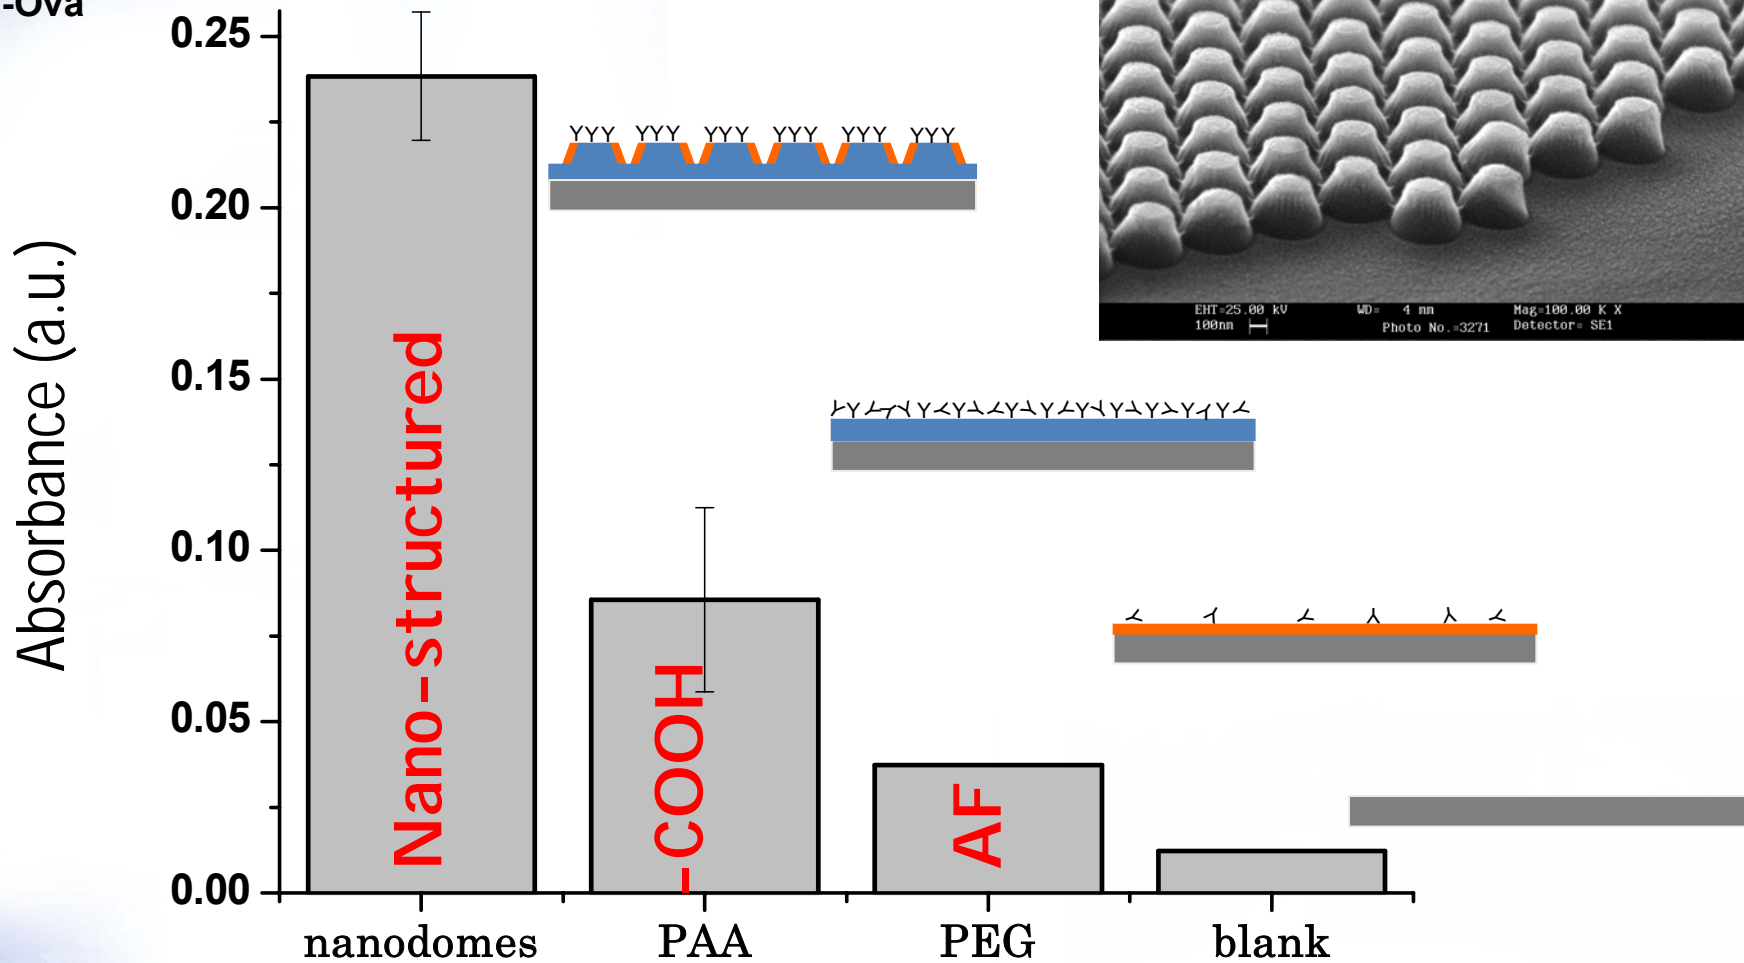 -Ova
Absorbance (a.u.)
0.25
0.20
0.15
0.10
0.05
0.00
Nano-structured
-COOH
AF
nanodomes
PAA
PEG
blank
EHT=25.00 kV WD= 4 mm Mag=100.00 K X
100nm Photo No.=3271 Detector= SE1